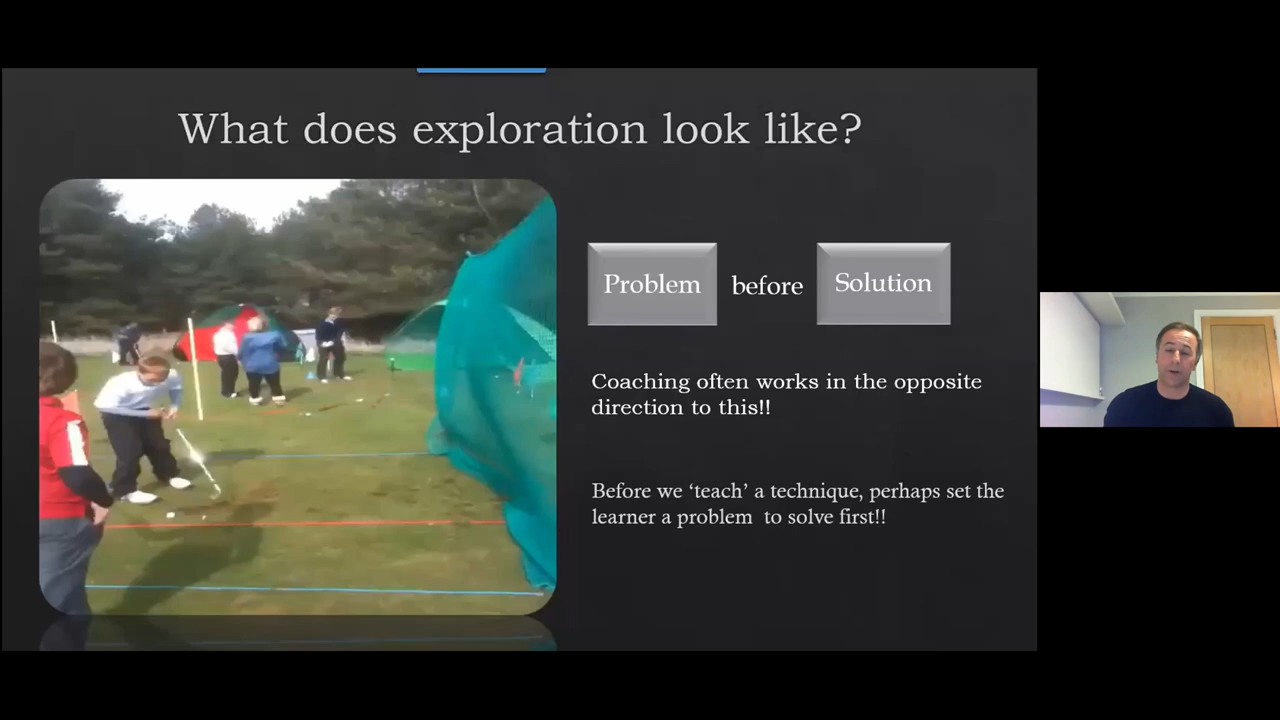 What does exploration look like?
Problem before Solution
Coaching often works in the opposite
direction to this!!
Before we ‘teach’ a technique, perhaps set the
learner a problem to solve first!!